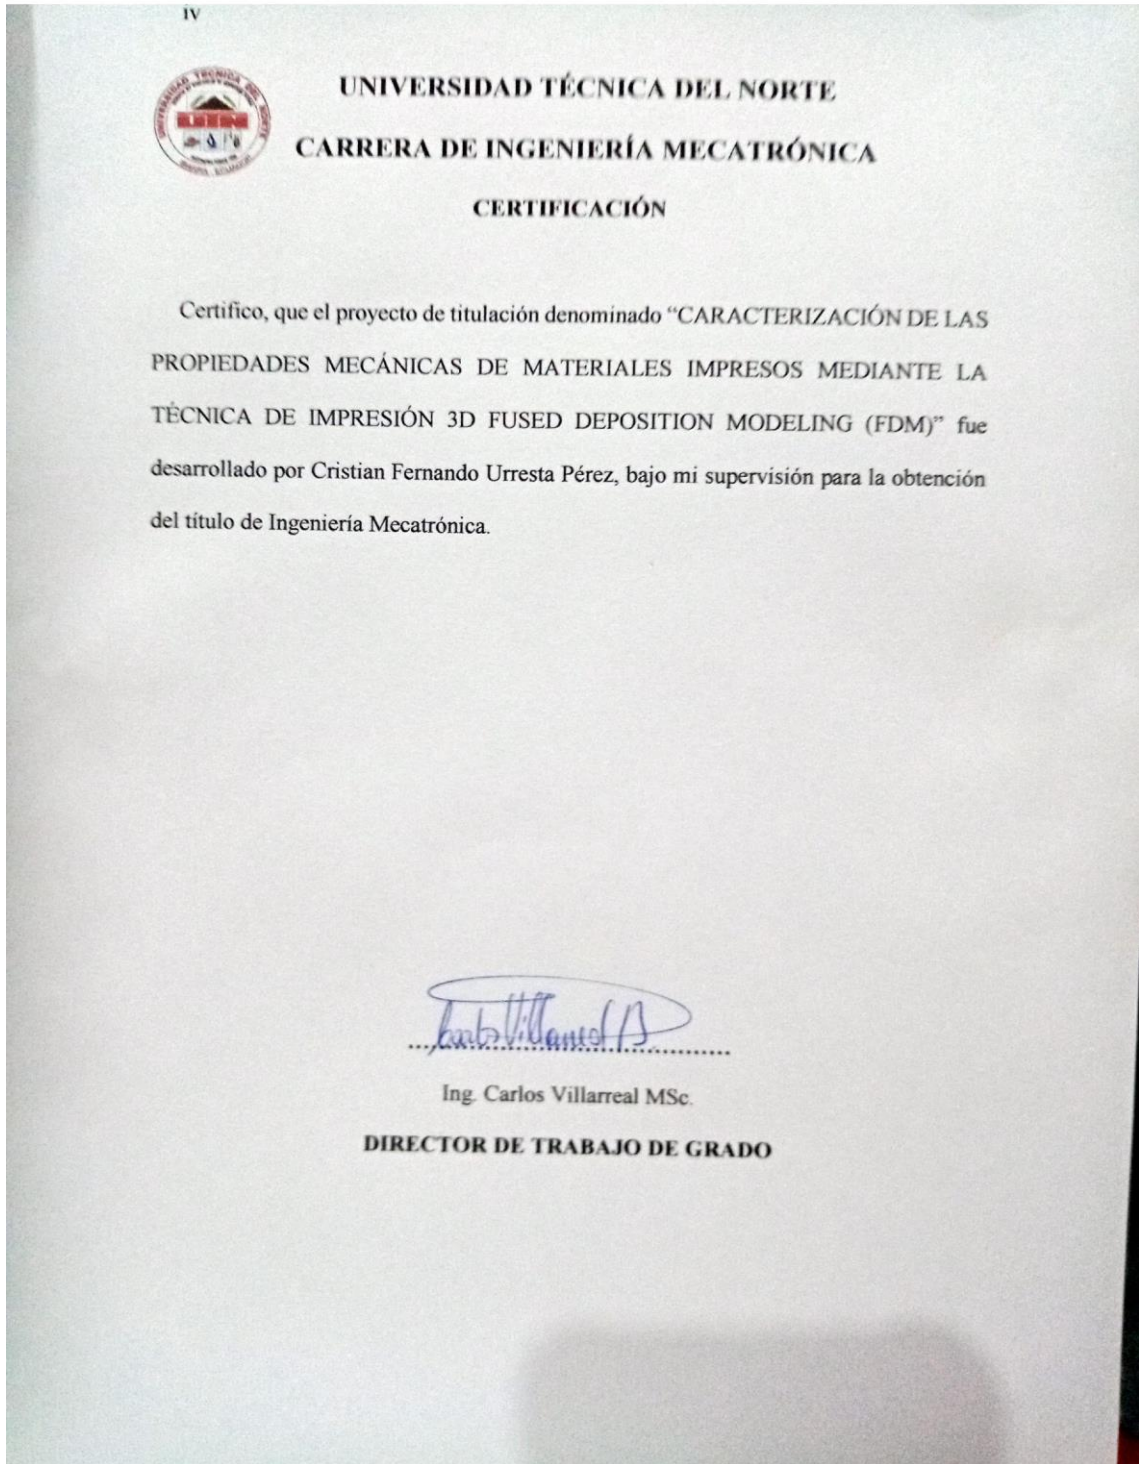 IV
UNIVERSIDAD TÉCNICA DEL NORTE
UTN
CARRERA DE INGENIERÍA MECATRÓNICA
CERTIFICACIÓN
Certifico, que el proyecto de titulación denominado “CARACTERIZACIÓN DE LAS
PROPIEDADES MECÁNICAS DE MATERIALES IMPRESOS MEDIANTE LA
TÉCNICA DE IMPRESIÓN 3D FUSED DEPOSITION MODELING (FDM)” fue
desarrollado por Cristian Fernando Urresta Pérez, bajo mi supervisión para la obtención
del título de Ingeniería Mecatrónica.
Ing. Carlos Villarreal MSc.
DIRECTOR DE TRABAJO DE GRADO